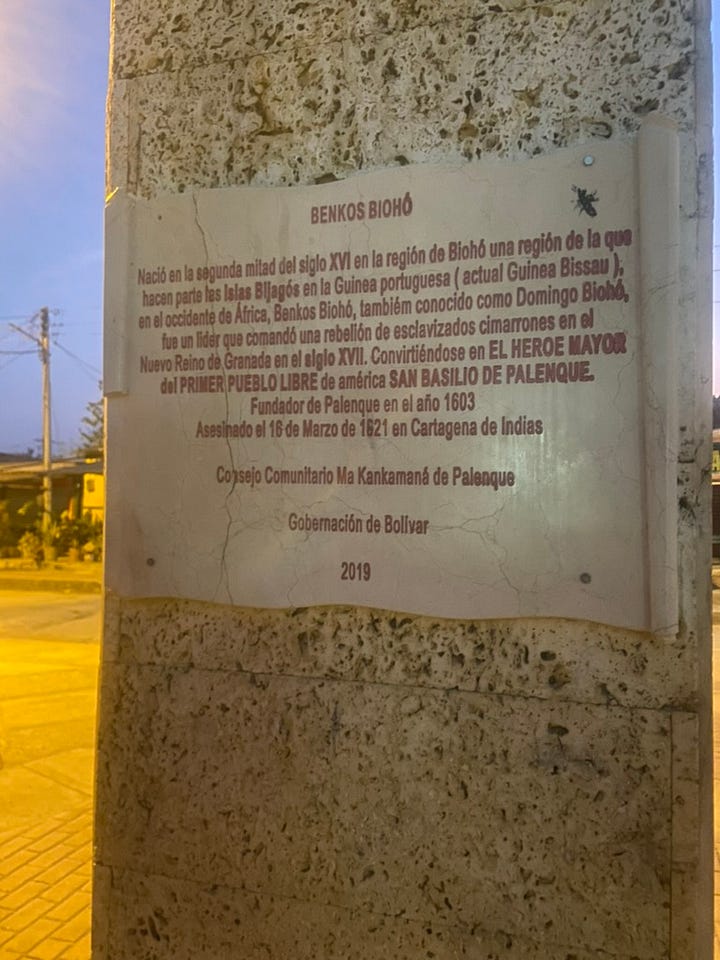 BENKOS BIOHÓ
Nació en la segunda mitad del siglo XVI en la región de Biohó una región de la que
hacen parte las Islas Bijagós en la Guinea portuguesa ( actual Guinea Bissau ),
en el occidente de África, Benkos Biohó, también conocido como Domingo Biohó,
fue un líder que comandó una rebelión de esclavizados cimarrones en el
Nuevo Reino de Granada en el siglo XVII. Convirtiéndose en EL HEROE MAYOR
del PRIMER PUEBLO LIBRE de américa SAN BASILIO DE PALENQUE.
Fundador de Palenque en el año 1603
Asesinado el 16 de Marzo de 1621 en Cartagena de Indias
Consejo Comunitario Ma Kankamaná de Palenque
Gobernación de Bolívar
2019